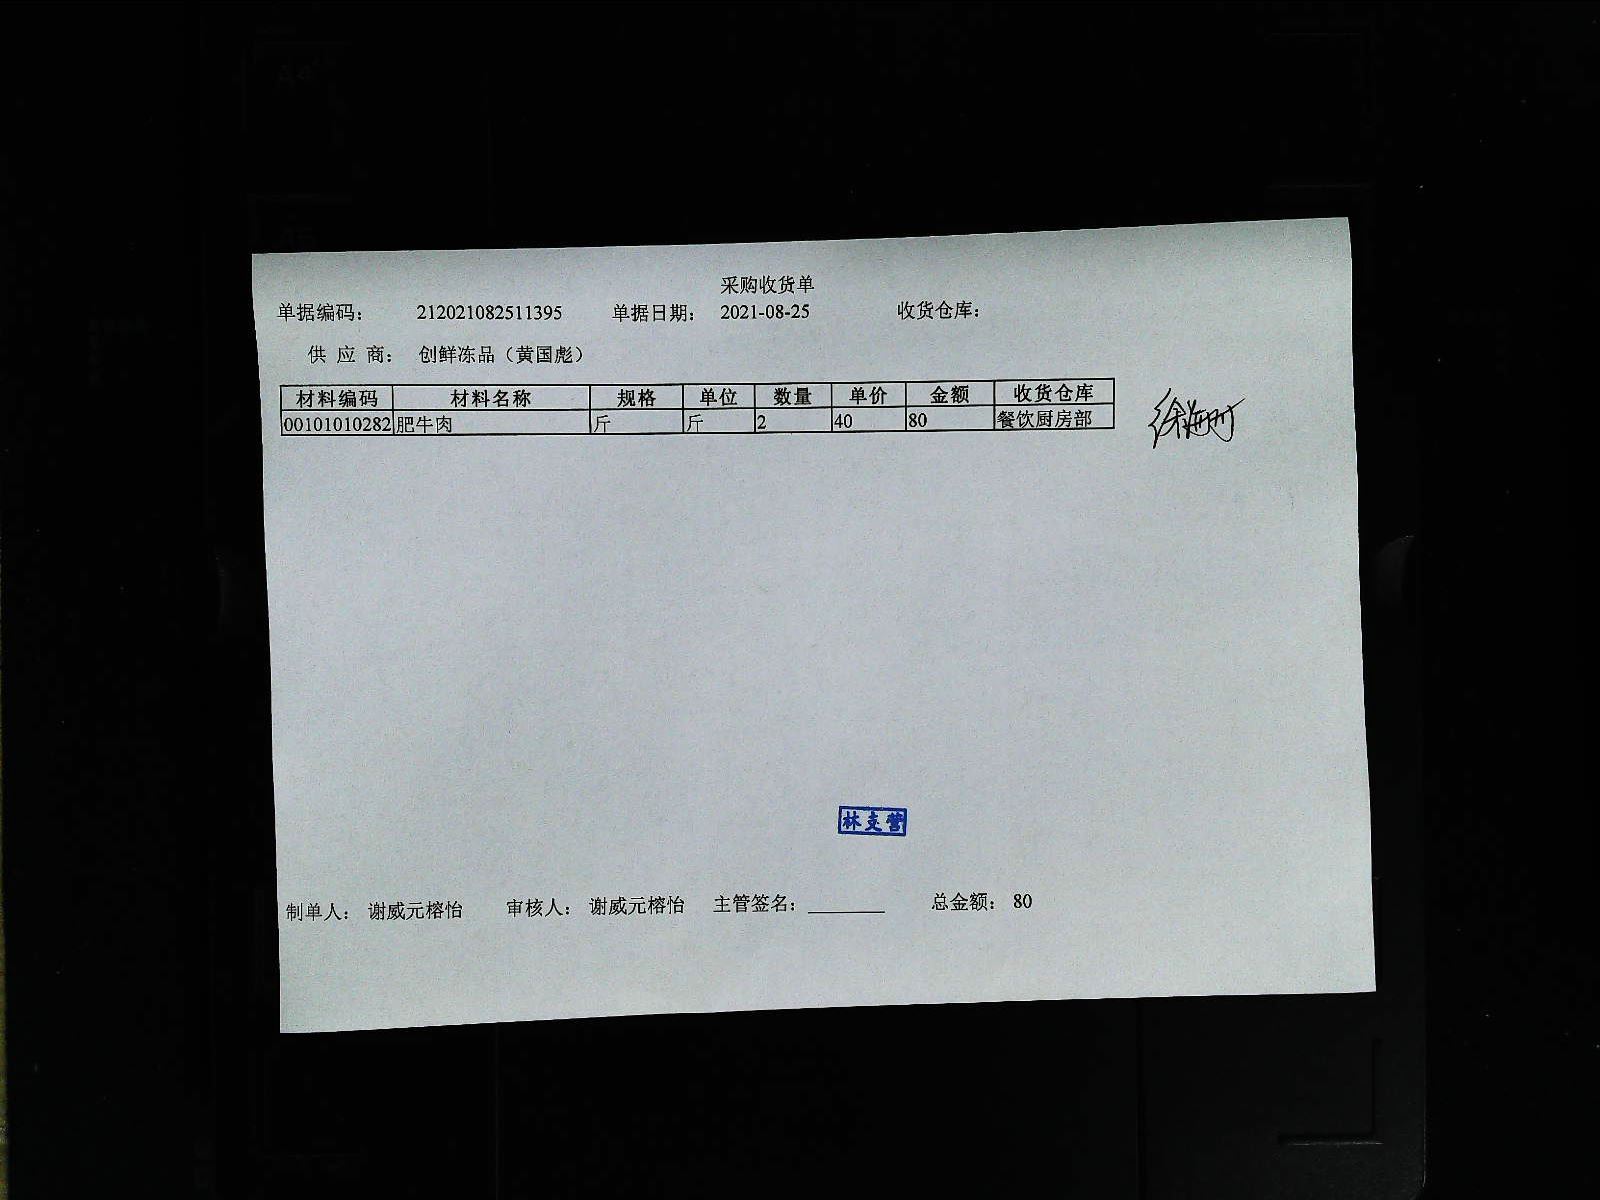 采购收货单
单据编码： 212021082511395 单据日期： 2021-08-25 收货仓库：
供 应 商： 创鲜冻品（黄国彪）
材料编码 材料名称 规格 单位 数量 单价 金额 收货仓库
00101010282 肥牛肉 斤 斤 2 40 80 餐饮厨房部
制单人： 谢威元榕怡 审核人： 谢威元榕怡 主管签名： 总金额： 80